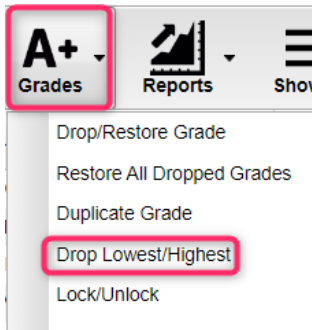 A+
Grades
Reports
Show
Drop/Restore Grade
Restore All Dropped Grades
Duplicate Grade
Drop Lowest/Highest
Lock/Unlock